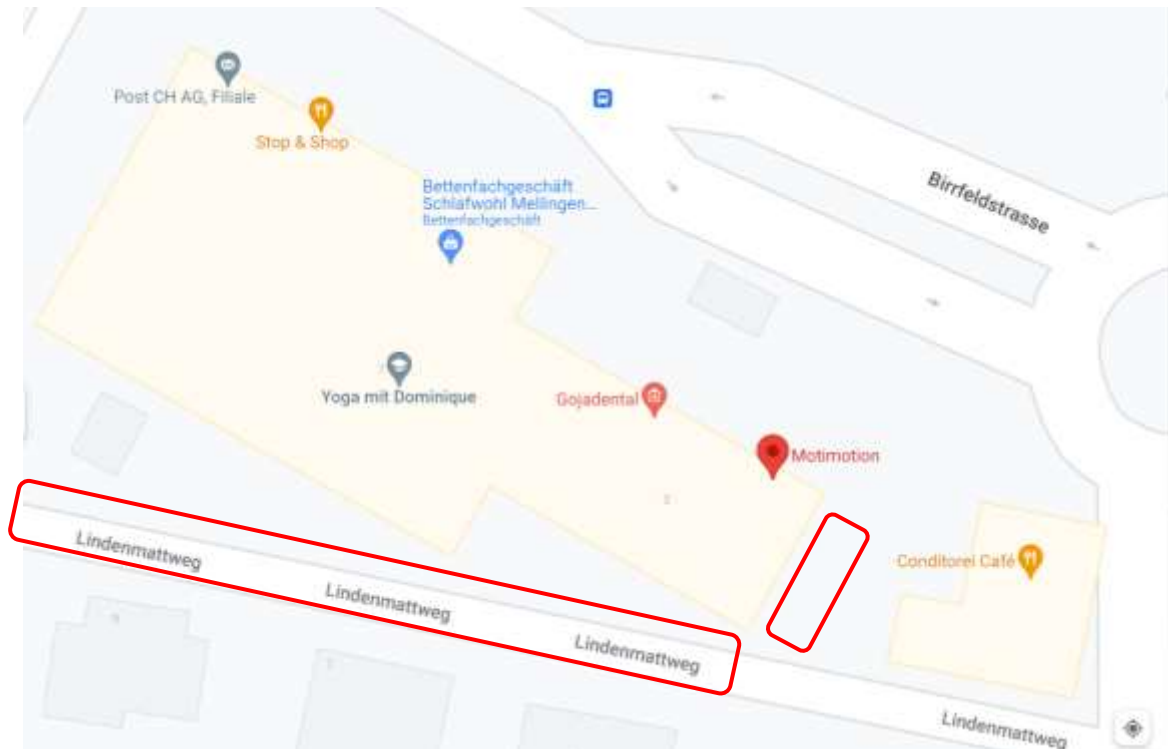 Post CH AG, Filiale
Stop & Shop
Bettenfachgeschäft
Schlafwohl Mellingen...
Bettenfachgeschäft
Birrfeldstrasse
Yoga mit Dominique
Gojadental
Motimotion
Conditorei Café
Lindenmattweg
Lindenmattweg
Lindenmattweg
Lindenmattweg